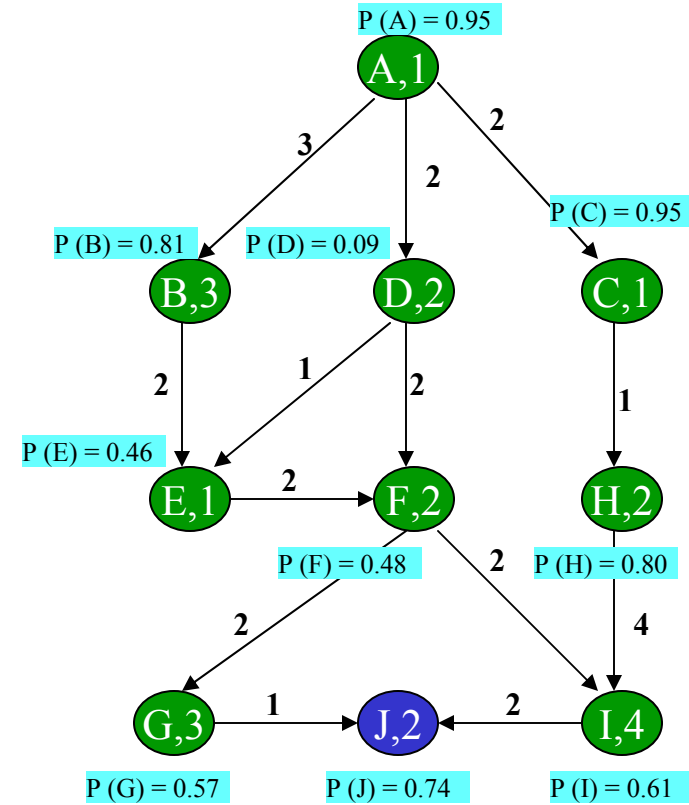 P (A) = 0.95
A,1
3
2
2
P (C) = 0.95
P (B) = 0.81
P (D) = 0.09
B,3
D,2
C,1
2
1
2
1
P (E) = 0.46
E,1
2
F,2
H,2
P (F) = 0.48
2
P (H) = 0.80
2
4
G,3
1
J,2
2
I,4
P (G) = 0.57
P (J) = 0.74
P (I) = 0.61